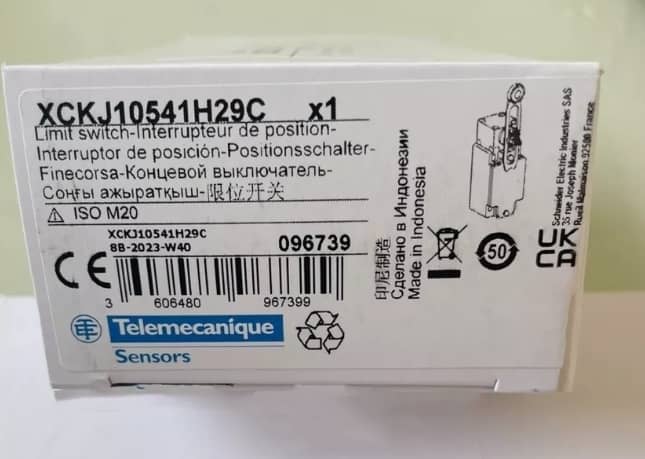 XCKJ10541H29C x1
Limit switch-Interrupteur de position-
Interruptor de posición-Positionsschalter-
Finecorsa-Концевой выключатель-
Соңғы ажыратқыш-限位开关
⚠ ISO M20
XCKJ10541H29C
8B-2023-W40
096739
CE
3 606480 967399
Telemecanique
Sensors
印尼制造
Сделано в Индонезии
Made in Indonesia
50
UK
CA
Schneider Electric Industries SAS
35 rue Joseph Monier
Rueil Malmaison 92500 France